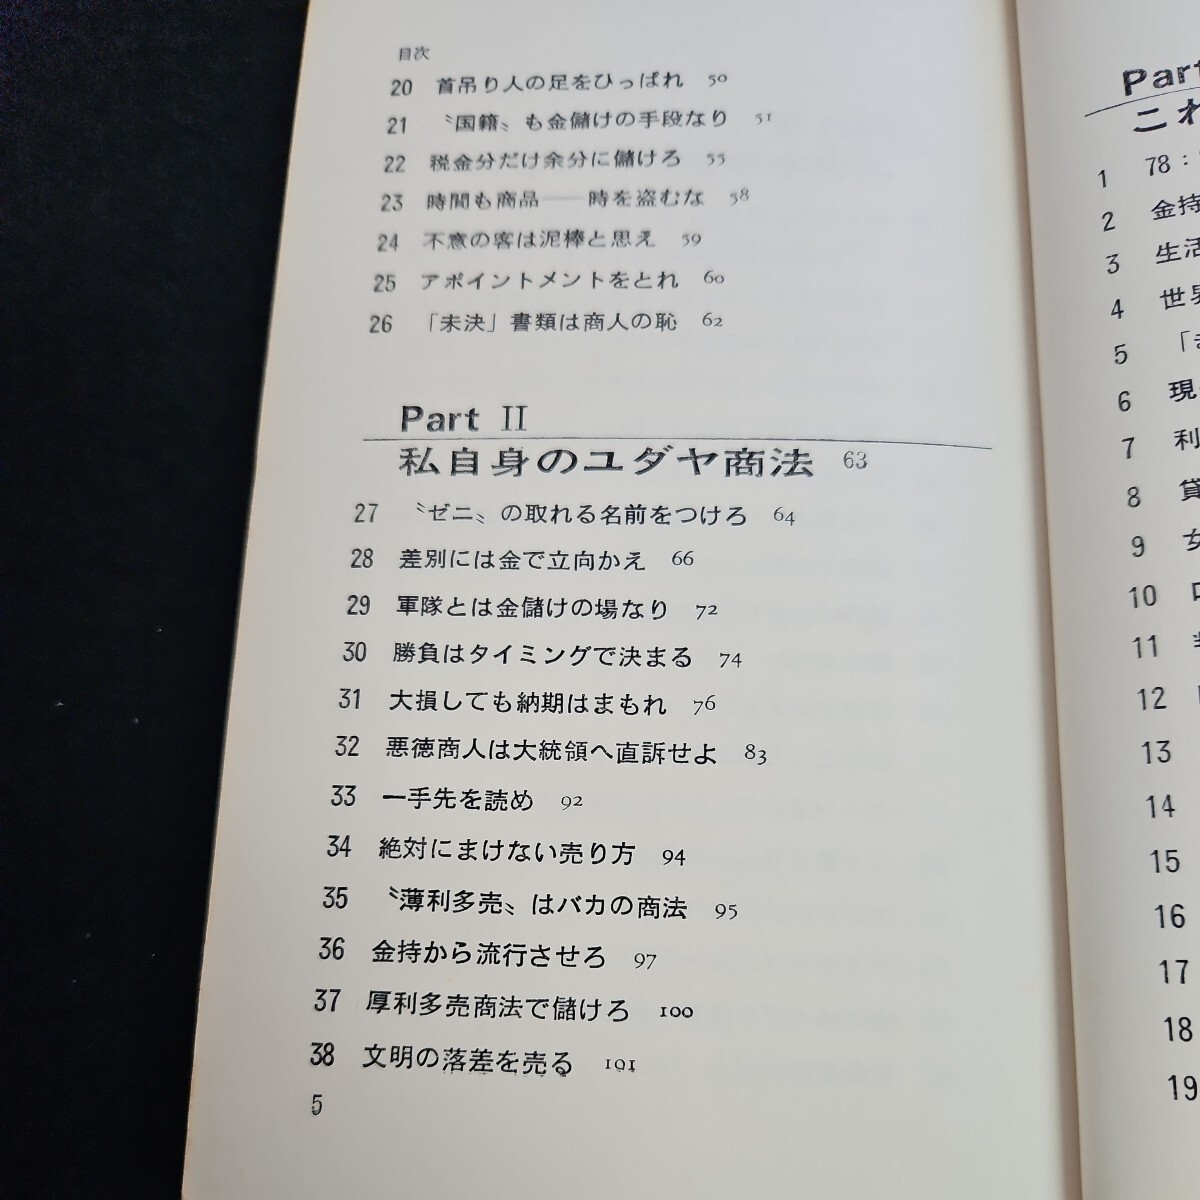 目次
20 首吊り人の足をひっぱれ 50
21 〝国籍〟も金儲けの手段なり 51
22 税金分だけ余分に儲けろ 55
23 時間も商品――時を盗むな 58
24 不意の客は泥棒と思え 59
25 アポイントメントをとれ 60
26 「未決」書類は商人の恥 62
Part II
私自身のユダヤ商法 63
27 〝ゼニ〟の取れる名前をつけろ 64
28 差別には金で立向かえ 66
29 軍隊とは金儲けの場なり 72
30 勝負はタイミングで決まる 74
31 大損しても納期はまもれ 76
32 悪徳商人は大統領へ直訴せよ 83
33 一手先を読め 92
34 絶対にまけない売り方 94
35 〝薄利多売〟はバカの商法 95
36 金持から流行させろ 97
37 厚利多売商法で儲けろ 100
38 文明の落差を売る 101
5
Part
これ
1 78:
2 金持
3 生活
4 世界
5
6 現
7 利
8 貸
9 女
10
11
12
13
14
15
16
17
18
19